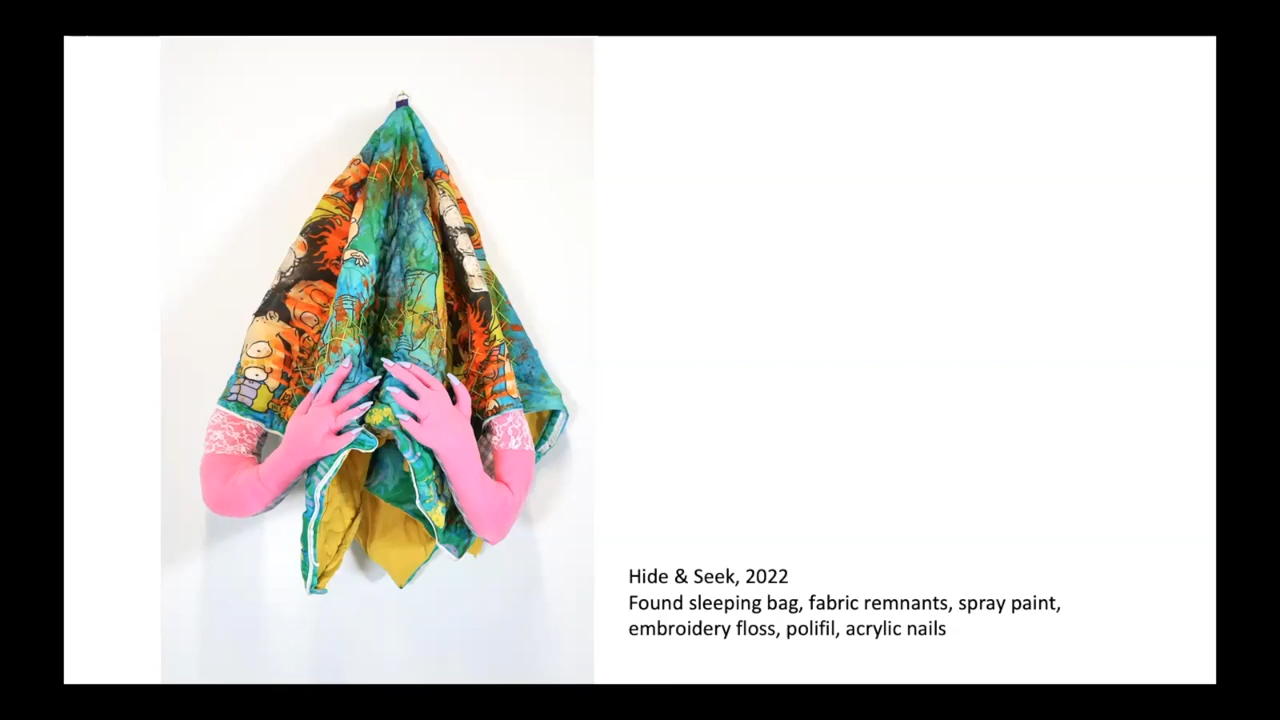 Hide & Seek, 2022
Found sleeping bag, fabric remnants, spray paint,
embroidery floss, polifil, acrylic nails